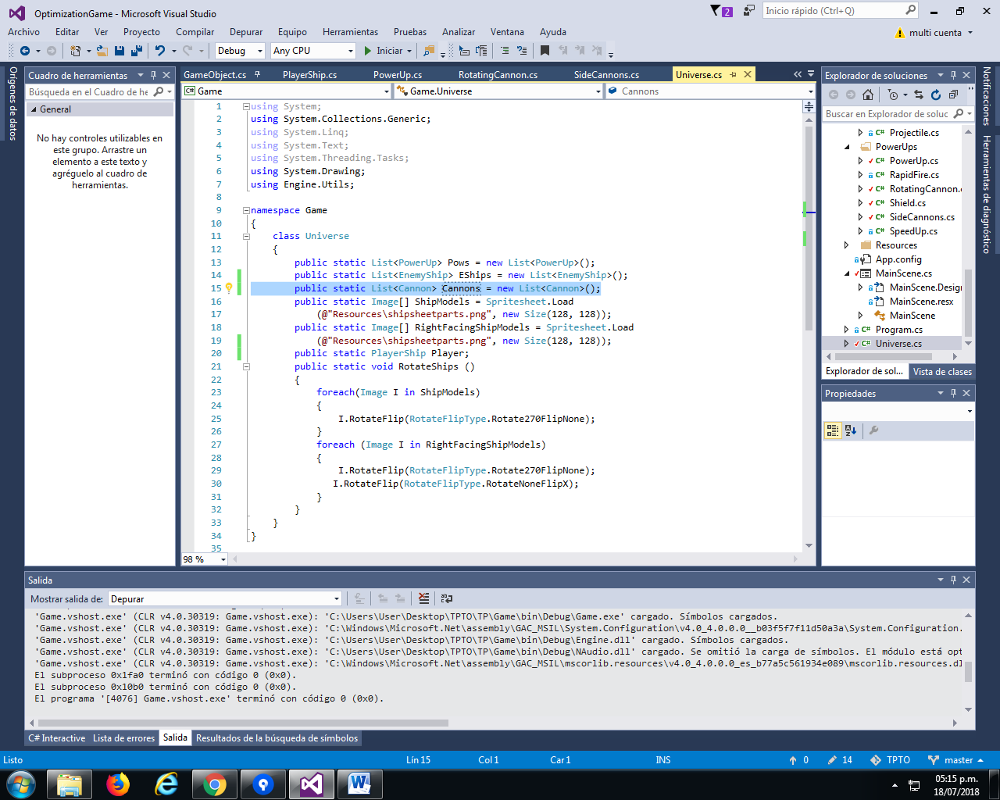 OptimizationGame - Microsoft Visual Studio
2
Inicio rápido (Ctrl+Q)
Archivo Editar Ver Proyecto Compilar Depurar Equipo Herramientas Pruebas Analizar Ventana Ayuda
multi cuenta
Debug Any CPU Iniciar
Orígenes de datos
Cuadro de herramientas
Búsqueda en el Cuadro de he
General
No hay controles utilizables en
este grupo. Arrastre un
elemento a este texto y
agréguelo al cuadro de
herramientas.
GameObject.cs PlayerShip.cs PowerUp.cs RotatingCannon.cs SideCannons.cs Universe.cs
C# Game Game.Universe Cannons
1 using System;
2 using System.Collections.Generic;
3 using System.Linq;
4 using System.Text;
5 using System.Threading.Tasks;
6 using System.Drawing;
7 using Engine.Utils;
8
9 namespace Game
10 {
11 class Universe
12 {
13 public static List<PowerUp> Pows = new List<PowerUp>();
14 public static List<EnemyShip> EShips = new List<EnemyShip>();
15 public static List<Cannon> Cannons = new List<Cannon>();
16 public static Image[] ShipModels = Spritesheet.Load
17 (@"Resources\shipsheetparts.png", new Size(128, 128));
18 public static Image[] RightFacingShipModels = Spritesheet.Load
19 (@"Resources\shipsheetparts.png", new Size(128, 128));
20 public static PlayerShip Player;
21 public static void RotateShips ()
22 {
23 foreach(Image I in ShipModels)
24 {
25 I.RotateFlip(RotateFlipType.Rotate270FlipNone);
26 }
27 foreach (Image I in RightFacingShipModels)
28 {
29 I.RotateFlip(RotateFlipType.Rotate270FlipNone);
30 I.RotateFlip(RotateFlipType.RotateNoneFlipX);
31 }
32 }
33 }
34 }
35
98 %
Explorador de soluciones
Buscar en Explorador de soluc
C# Projectile.cs
PowerUps
C# PowerUp.cs
C# RapidFire.cs
C# RotatingCannon.
C# Shield.cs
C# SideCannons.cs
C# SpeedUp.cs
Resources
App.config
MainScene.cs
MainScene.Desig
MainScene.resx
MainScene
C# Program.cs
C# Universe.cs
Explorador de sol... Vista de clases
Propiedades
Notificaciones
Herramientas de diagnóstico
Salida
Mostrar salida de: Depurar
'Game.vshost.exe' (CLR v4.0.30319: Game.vshost.exe): 'C:\Users\User\Desktop\TPTO\TP\Game\bin\Debug\Game.exe' cargado. Símbolos cargados.
'Game.vshost.exe' (CLR v4.0.30319: Game.vshost.exe): 'C:\Windows\Microsoft.Net\assembly\GAC_MSIL\System.Configuration\v4.0_4.0.0.0__b03f5f7f11d50a3a\System.Configuration.
'Game.vshost.exe' (CLR v4.0.30319: Game.vshost.exe): 'C:\Users\User\Desktop\TPTO\TP\Game\bin\Debug\Engine.dll' cargado. Símbolos cargados.
'Game.vshost.exe' (CLR v4.0.30319: Game.vshost.exe): 'C:\Users\User\Desktop\TPTO\TP\Game\bin\Debug\NAudio.dll' cargado. Se omitió la carga de símbolos. El módulo está opt
'Game.vshost.exe' (CLR v4.0.30319: Game.vshost.exe): 'C:\Windows\Microsoft.Net\assembly\GAC_MSIL\mscorlib.resources\v4.0_4.0.0.0_es_b77a5c561934e089\mscorlib.resources.dl
El subproceso 0x1fa0 terminó con código 0 (0x0).
El subproceso 0x10b0 terminó con código 0 (0x0).
El programa '[4076] Game.vshost.exe' terminó con código 0 (0x0).
C# Interactive Lista de errores Salida Resultados de la búsqueda de símbolos
Listo Lín 15 Col 1 Car 1 INS 0 14 TPTO master
05:15 p.m.
18/07/2018